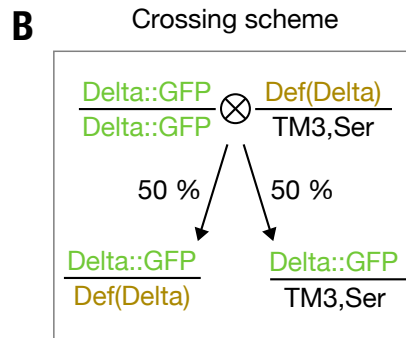 B
Crossing scheme
Delta::GFP Def(Delta)
Delta::GFP TM3,Ser
50 % 50 %
Delta::GFP Delta::GFP
Def(Delta) TM3,Ser